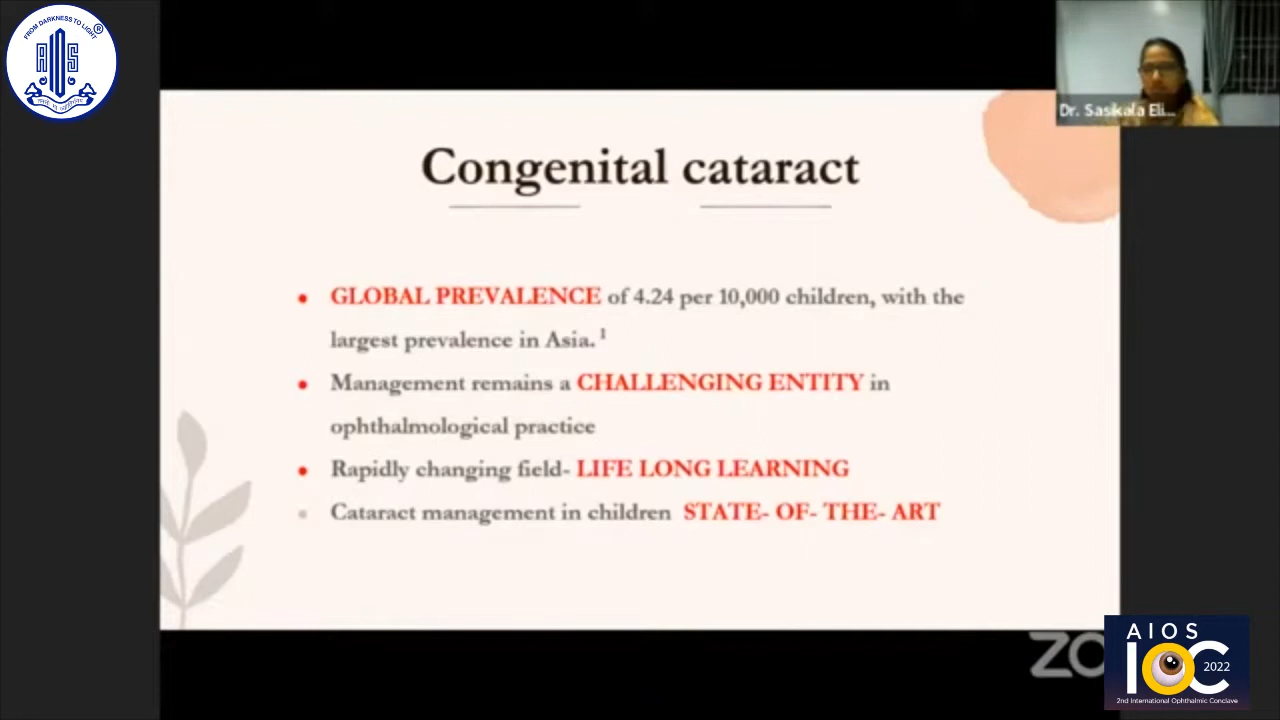 FROM DARKNESS TO LIGHT
®
AIOS
Dr. Sasikala Eli...
Congenital cataract
• GLOBAL PREVALENCE of 4.24 per 10,000 children, with the
largest prevalence in Asia. 1
• Management remains a CHALLENGING ENTITY in
ophthalmological practice
• Rapidly changing field- LIFE LONG LEARNING
• Cataract management in children STATE- OF- THE- ART
AIOS
IOC
2022
2nd International Ophthalmic Conclave